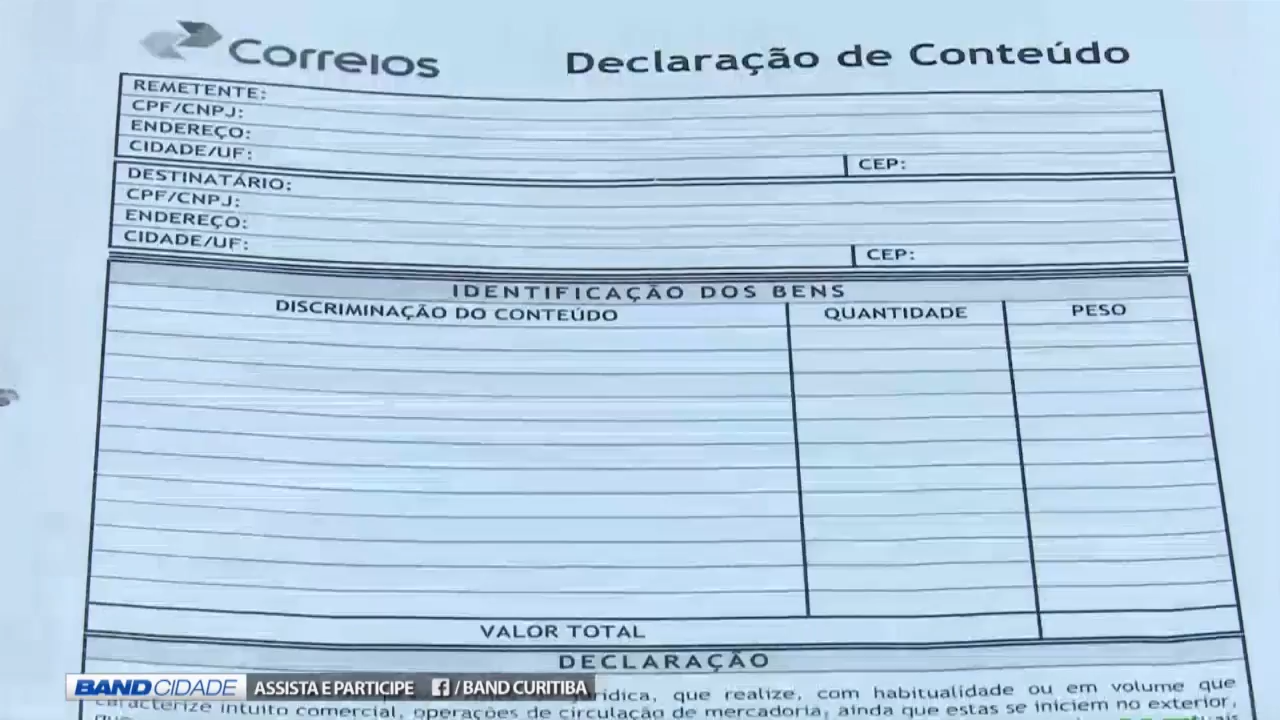 Correios Declaração de Conteúdo
REMETENTE:
CPF/CNPJ:
ENDEREÇO:
CIDADE/UF: CEP:
DESTINATÁRIO:
CPF/CNPJ:
ENDEREÇO:
CIDADE/UF: CEP:
IDENTIFICAÇÃO DOS BENS
DISCRIMINAÇÃO DO CONTEÚDO QUANTIDADE PESO
VALOR TOTAL
DECLARAÇÃO
que realize, com habitualidade ou em volume que
caracterize intuito comercial, operações de circulação de mercadoria, ainda que estas se iniciem no exterior,
BAND CIDADE ASSISTA E PARTICIPE f/BAND CURITIBA